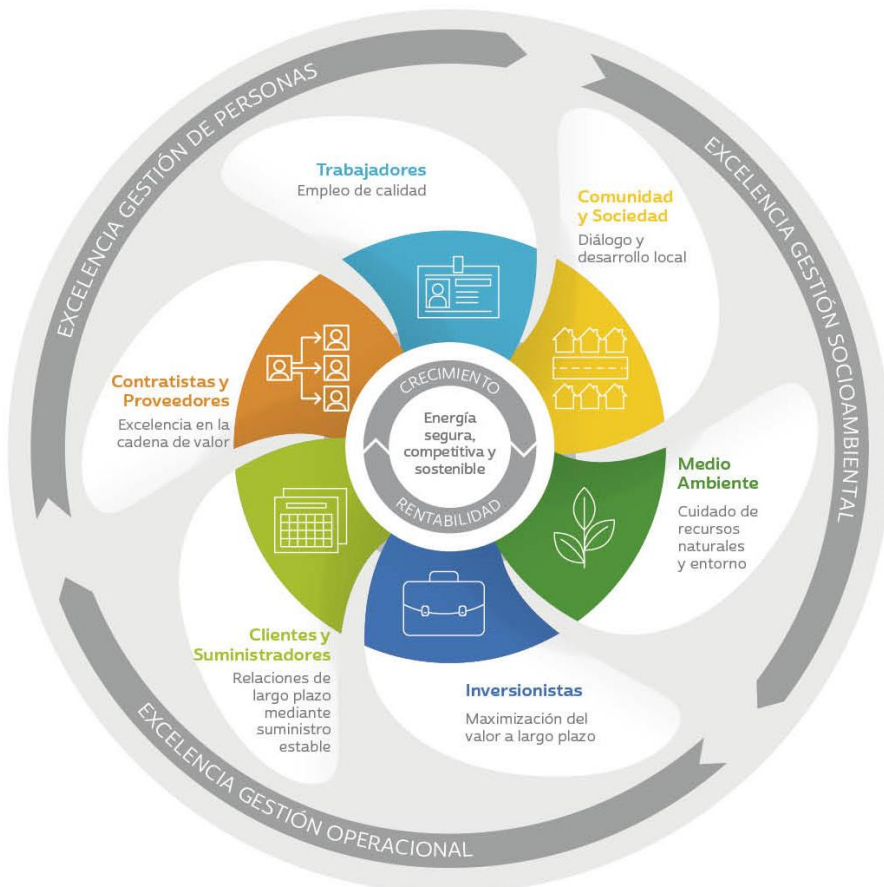 EXCELENCIA GESTIÓN DE PERSONAS
EXCELENCIA GESTIÓN SOCIOAMBIENTAL
EXCELENCIA GESTIÓN OPERACIONAL
Trabajadores
Empleo de calidad
Comunidad
y Sociedad
Diálogo y
desarrollo local
Medio
Ambiente
Cuidado de
recursos
naturales
y entorno
Inversionistas
Maximización del
valor a largo plazo
Clientes y
Suministradores
Relaciones de
largo plazo
mediante
suministro
estable
Contratistas y
Proveedores
Excelencia en la
cadena de valor
CRECIMIENTO
Energía
segura,
competitiva y
sostenible
RENTABILIDAD